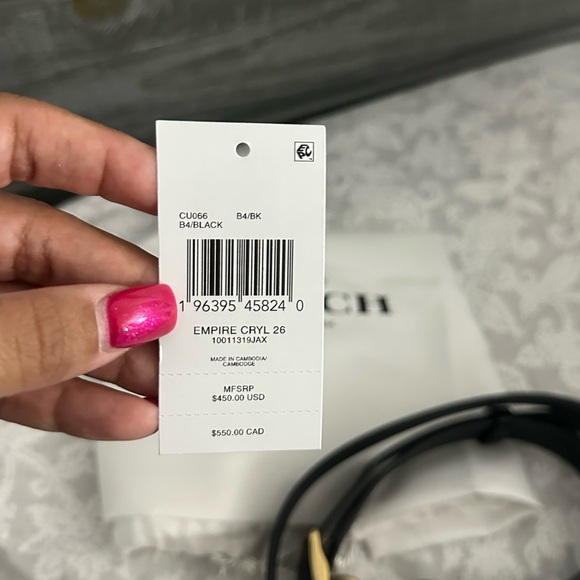 CU066 B4/BK
B4/BLACK
1 96395 45824 0
EMPIRE CRYL 26
10011319JAX
MADE IN CAMBODIA/
CAMBODGE
MFSRP
$450.00 USD
$550.00 CAD
CH